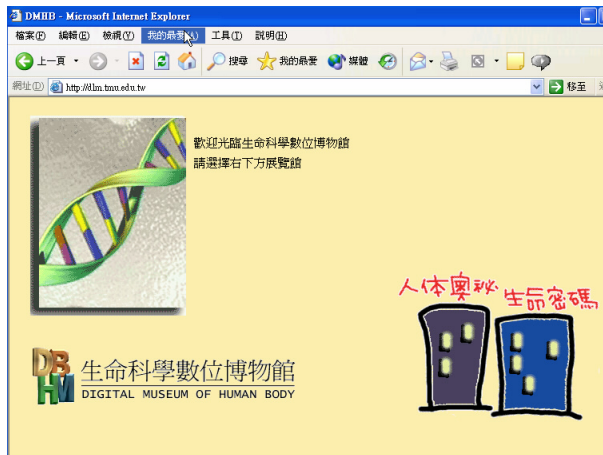 DMHB - Microsoft Internet Explorer
檔案(F) 編輯(E) 檢視(V) 我的最愛(A) 工具(T) 說明(H)
上一頁 搜尋 我的最愛 媒體
網址(D) http://dlm.tmu.edu.tw 移至
歡迎光臨生命科學數位博物館
請選擇右下方展覽館
人体奧祕 生命密碼
DBHM 生命科學數位博物館
DIGITAL MUSEUM OF HUMAN BODY